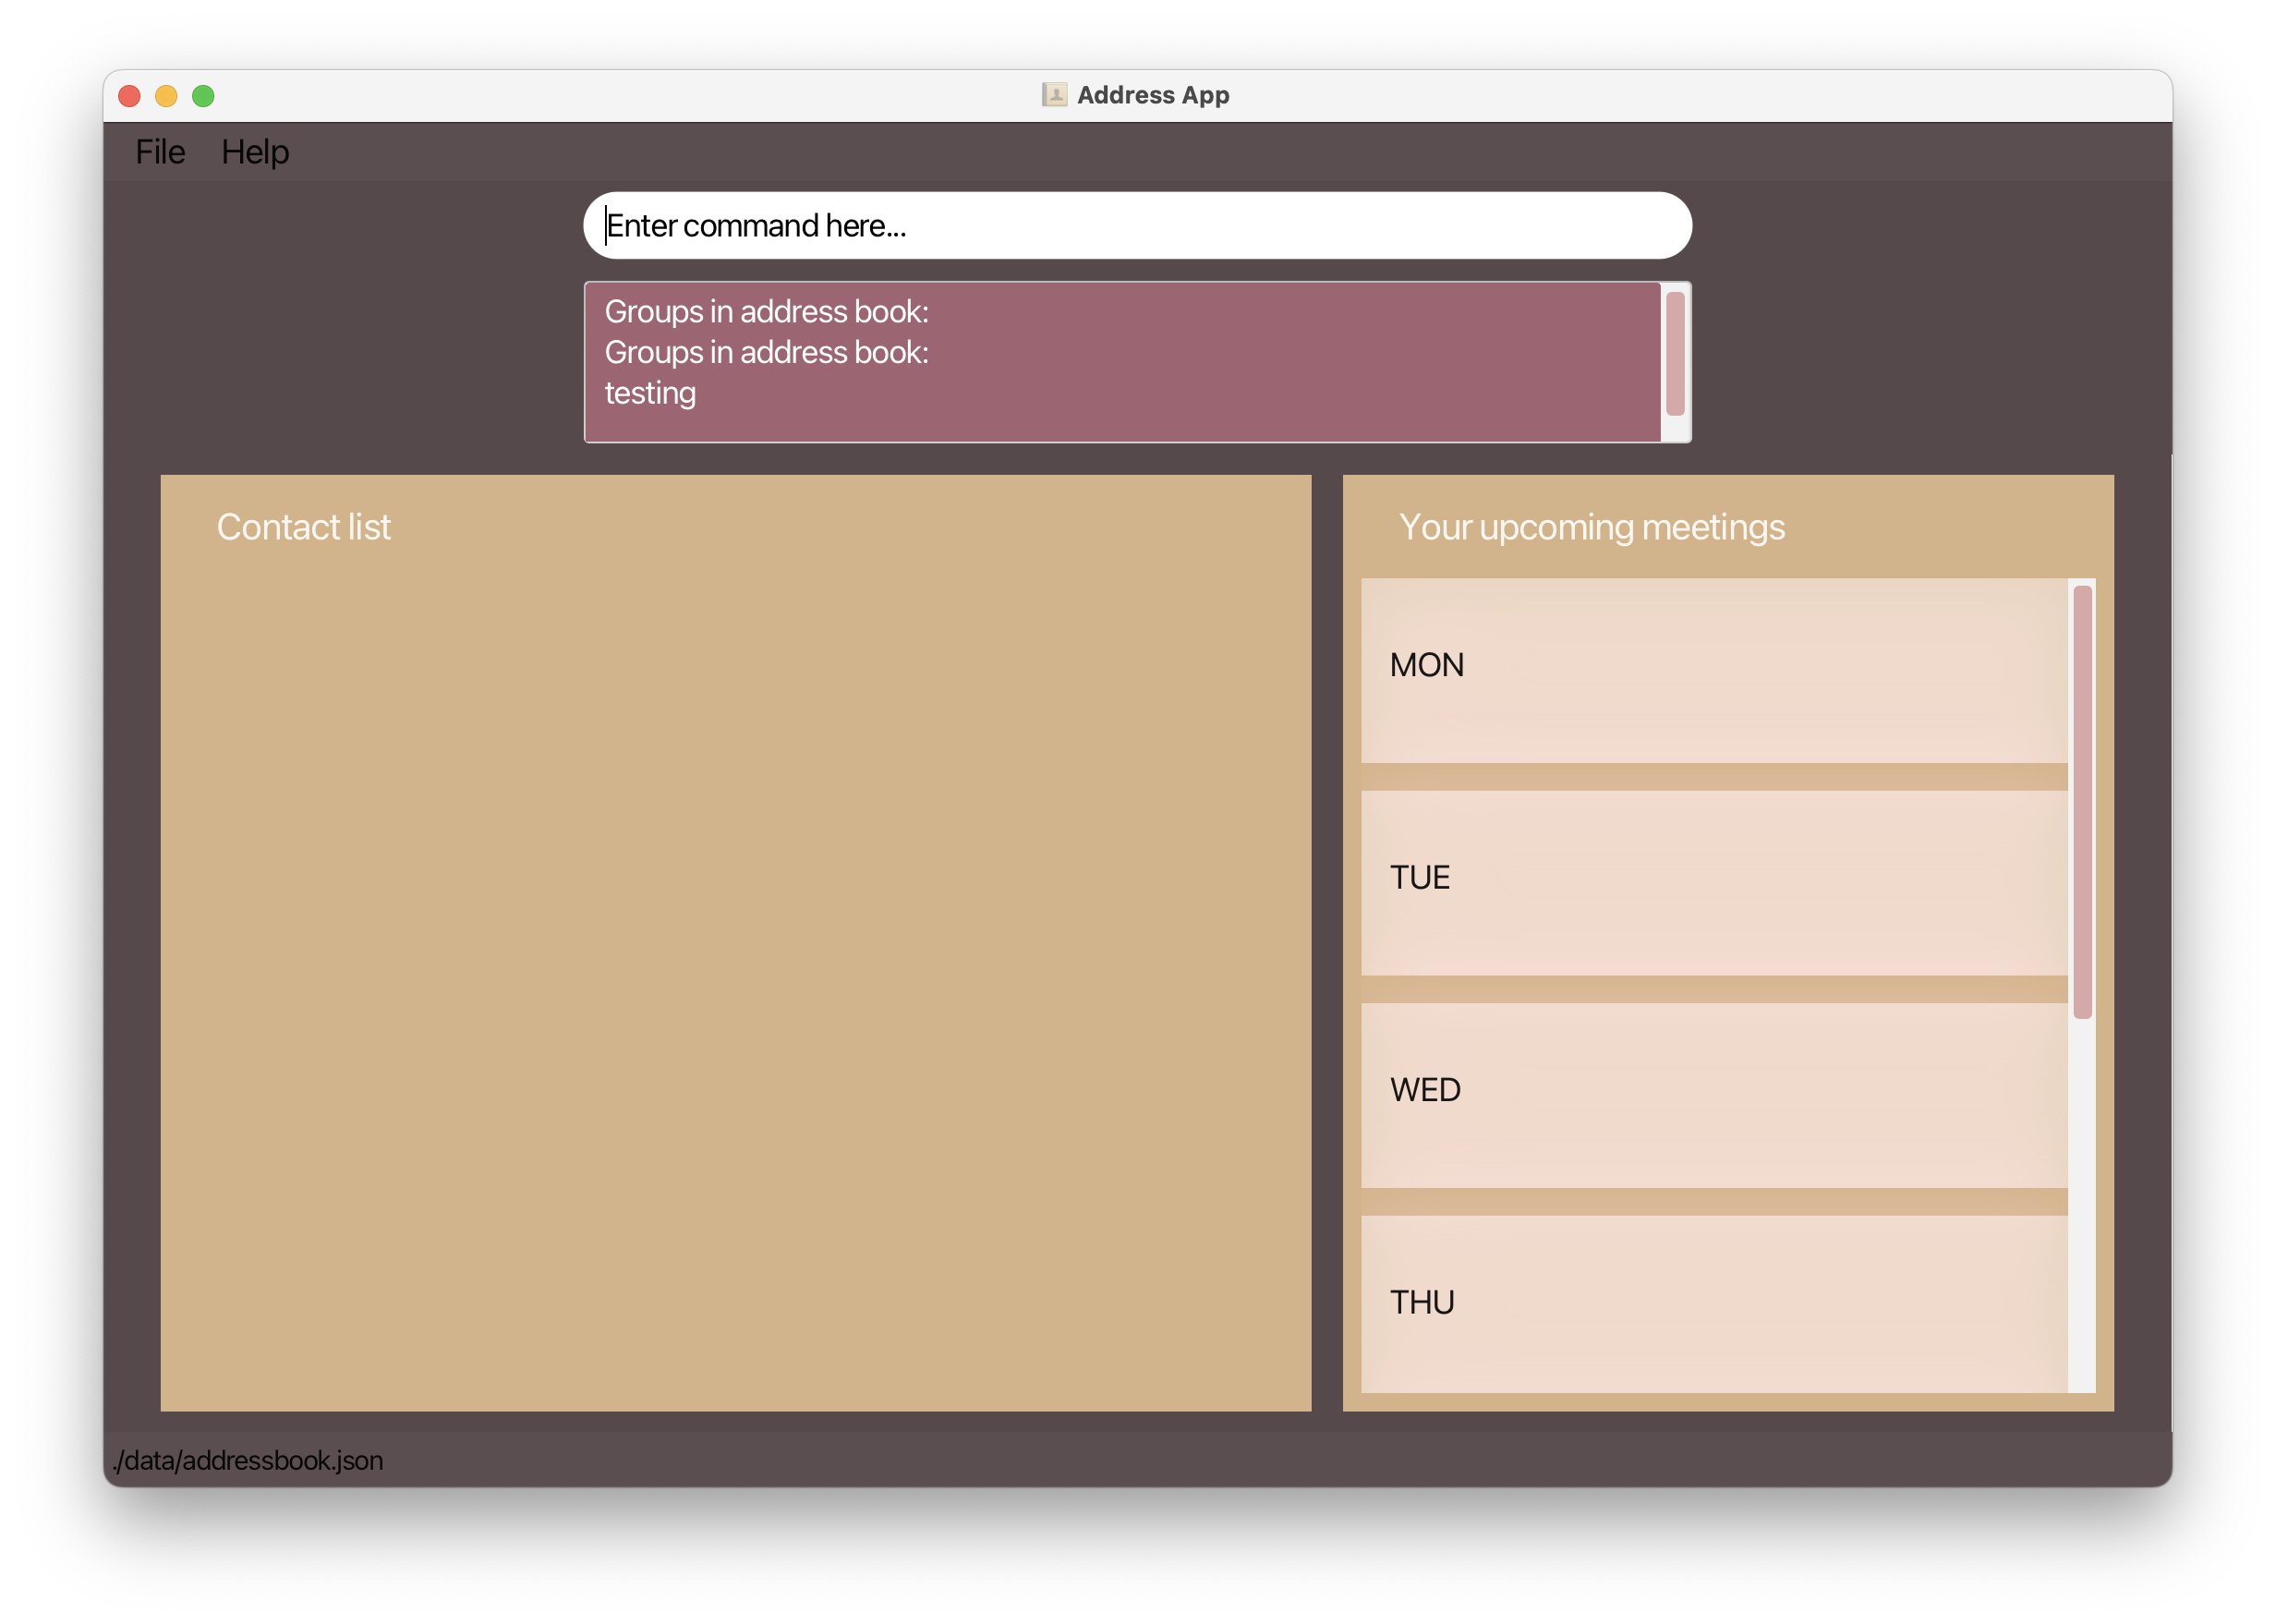 Address App
File Help
Enter command here...
Groups in address book:
Groups in address book:
testing
Contact list
Your upcoming meetings
MON
TUE
WED
THU
./data/addressbook.json